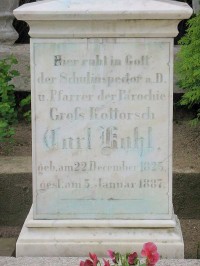 Hier ruht in Gott
der Schulinspector a.D.
u. Pfarrer der Parochie
Groſs Kottorsch
Carl Kuhl,
geb. am 22 December 1825,
gest. am 5. Januar 1887.